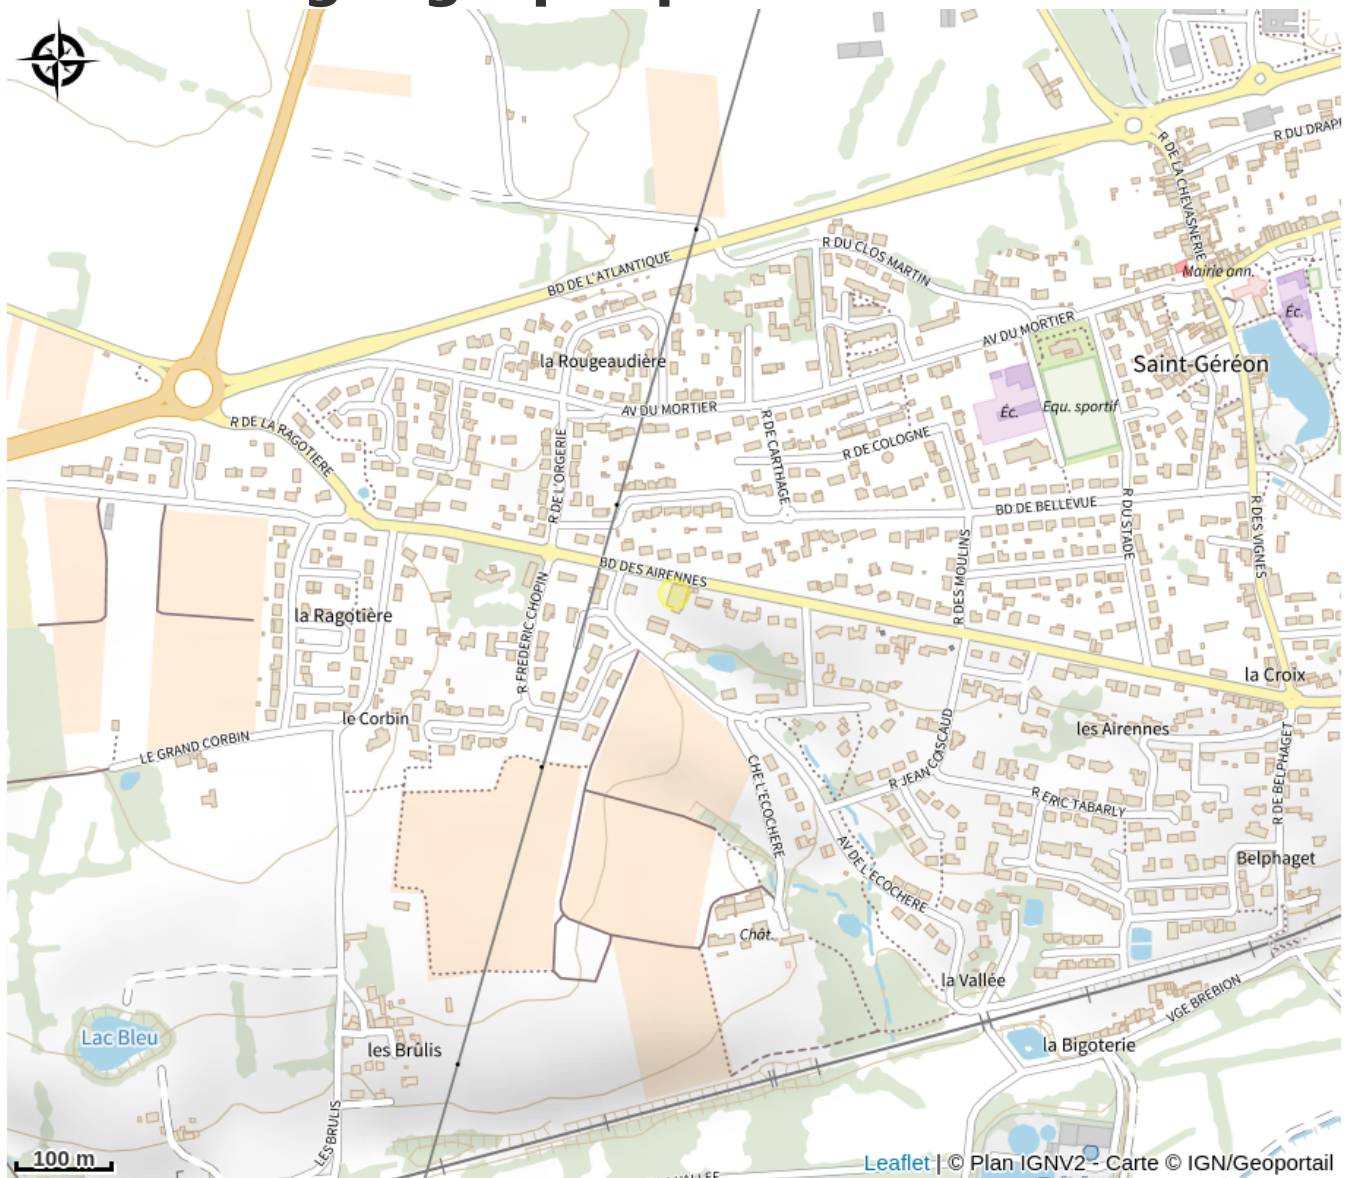 R DU DRAP
R DE LA CHEVASNERIE
R DU CLOS MARTIN
BD DE L'ATLANTIQUE
Mairie ann.
Éc.
AV DU MORTIER
la Rougeaudière
Saint-Géréon
AV DU MORTIER
Éc.
Equ. sportif
R DE LA RAGOTIERE
R DE CARTHAGE
R DE COLOGNE
R DE L'ORGERIE
BD DE BELLEVUE
R DU STADE
R DES VIGNES
R DES MOULINS
BD DES AIRENNES
la Ragotière
R FREDERIC CHOPIN
la Croix
le Corbin
les Airennes
LE GRAND CORBIN
R JEAN COISCAUD
R DE BELPHAGET
CHE L'ECOCHERE
R ERIC TABARLY
AV DE L'ECOCHERE
Belphaget
Chât.
la Vallée
VGE BREBION
Lac Bleu
les Brûlis
la Bigoterie
LES BRULIS
100 m
Leaflet | © Plan IGNV2 - Carte © IGN/Geoportail